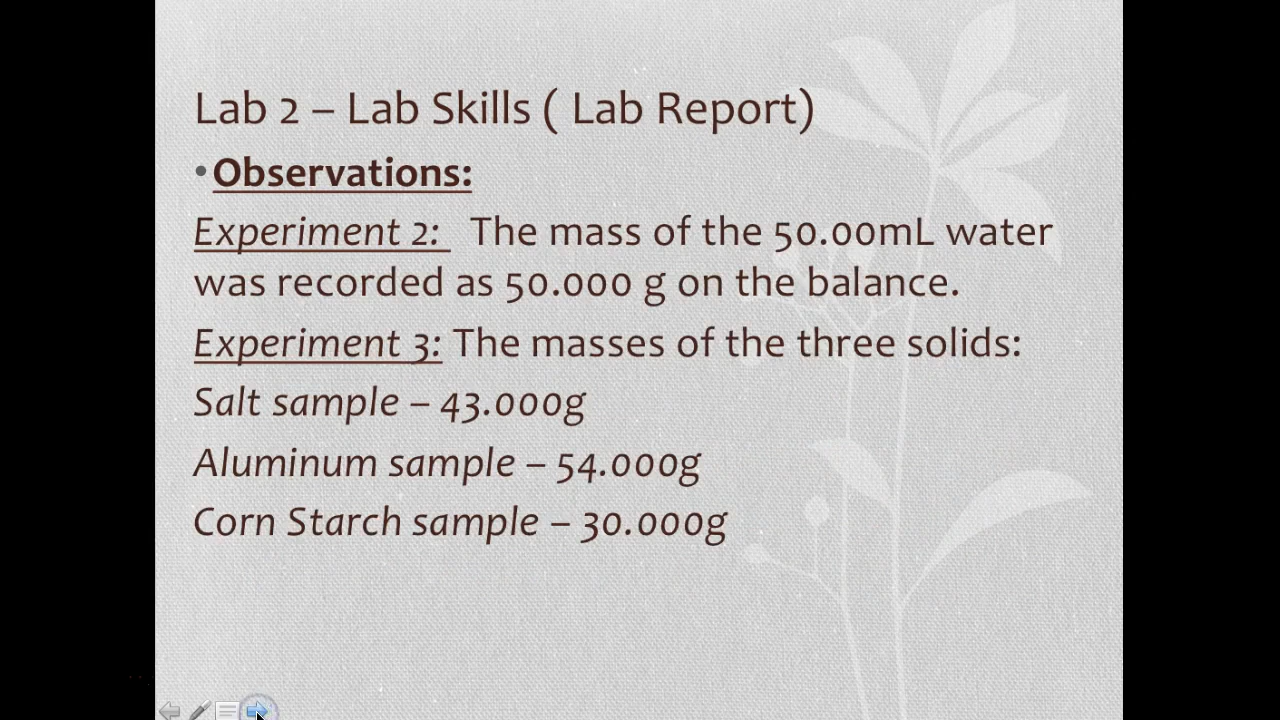 Lab 2 – Lab Skills ( Lab Report)
•Observations:
Experiment 2: The mass of the 50.00mL water
was recorded as 50.000 g on the balance.
Experiment 3: The masses of the three solids:
Salt sample – 43.000g
Aluminum sample – 54.000g
Corn Starch sample – 30.000g